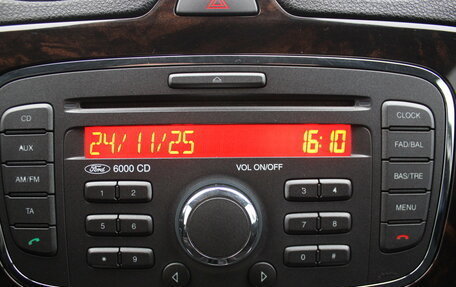 CD
CLOCK
24/11/25 16:10
AUX
FAD/BAL
Ford 6000 CD VOL ON/OFF
AM/FM
BAS/TRE
1 2 3 4
TA
MENU
5 6 7 8
* 9 0 #